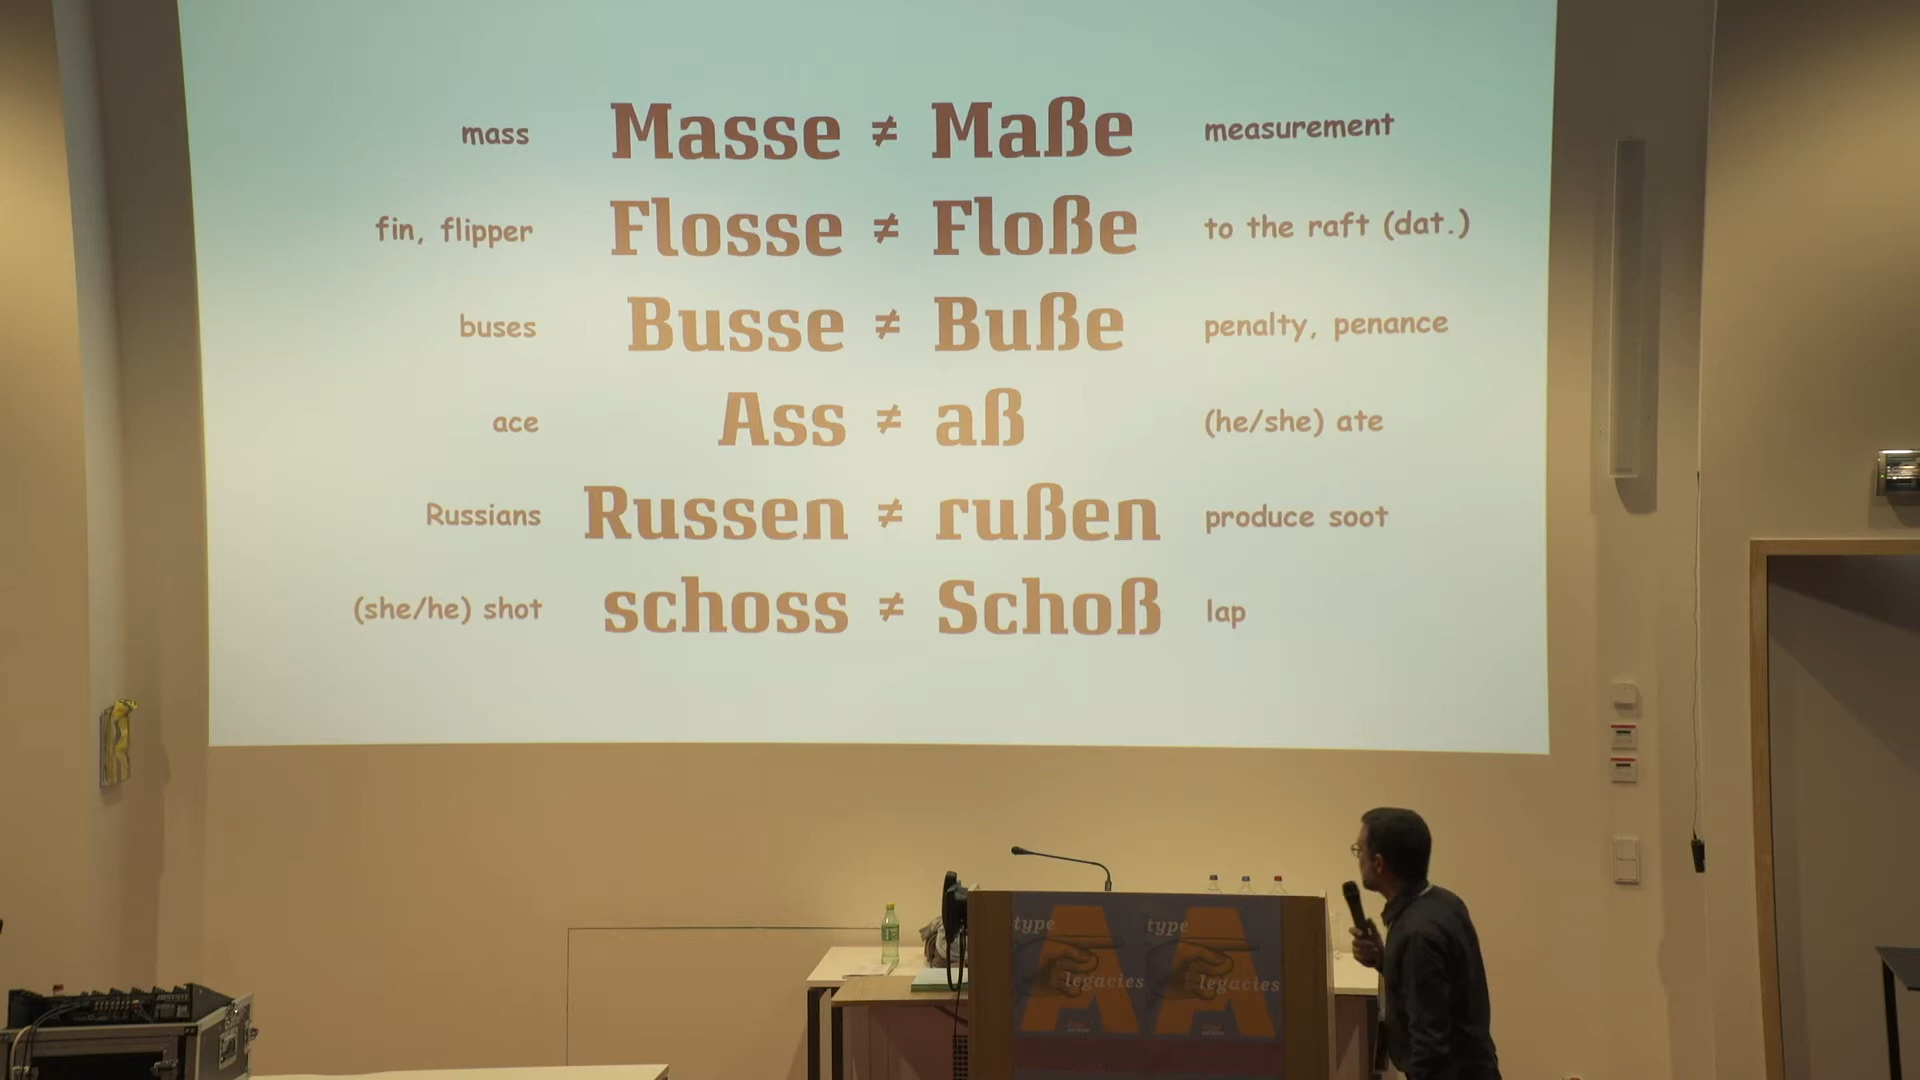 mass Masse ≠ Maße measurement
fin, flipper Flosse ≠ Floße to the raft (dat.)
buses Busse ≠ Buße penalty, penance
ace Ass ≠ aß (he/she) ate
Russians Russen ≠ rußen produce soot
(she/he) shot schoss ≠ Schoß lap
type type
legacies legacies